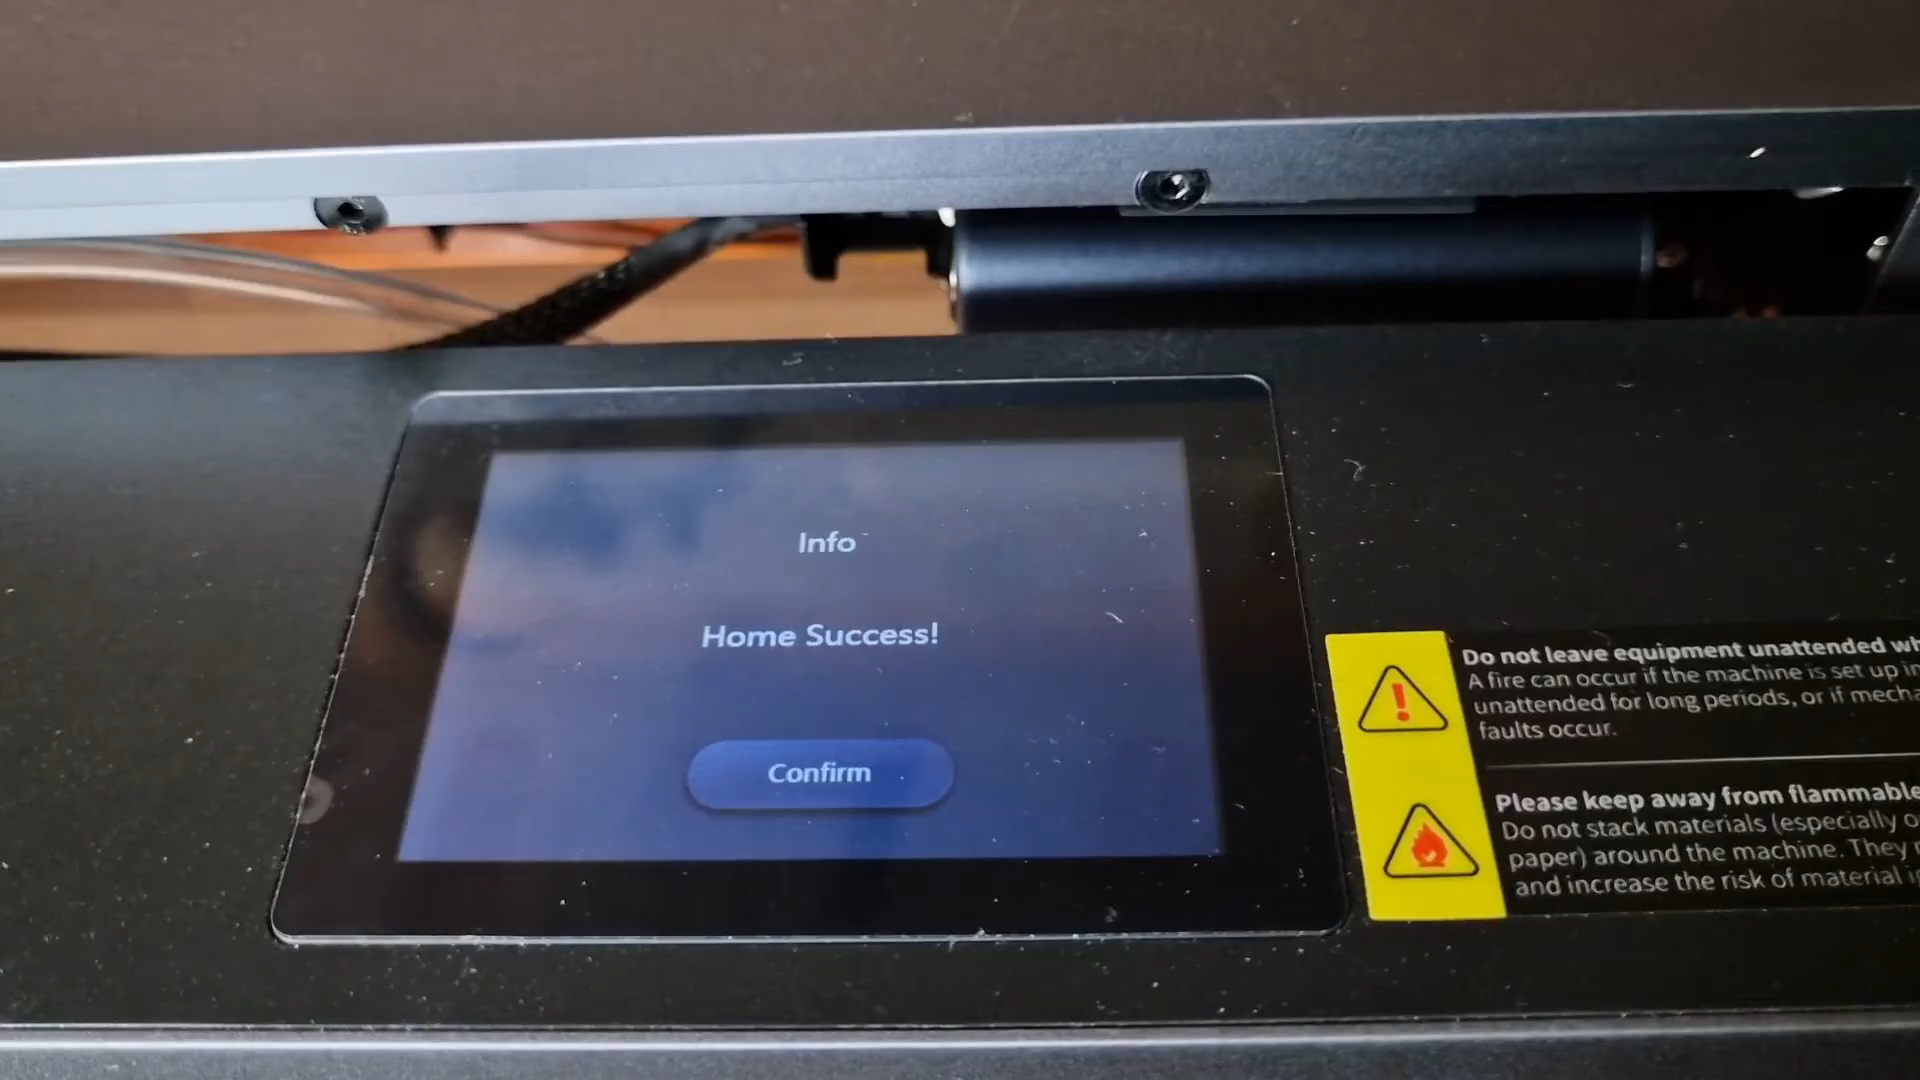 Info
Home Success!
Confirm
Do not leave equipment unattended
A fire can occur if the machine is set up
unattended for long periods, or if
faults occur.
Please keep away from flammable
Do not stack materials (especially
paper) around the machine. They
and increase the risk of material